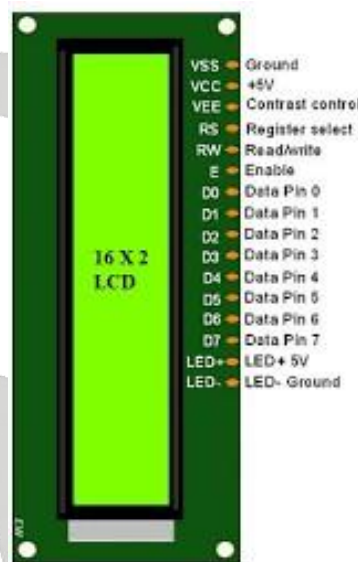 VSS Ground
VCC +5V
VEE Contrast control
RS Register select
RW Read/write
E Enable
D0 Data Pin 0
D1 Data Pin 1
D2 Data Pin 2
D3 Data Pin 3
D4 Data Pin 4
D5 Data Pin 5
D6 Data Pin 6
D7 Data Pin 7
LED+ LED+ 5V
LED- LED- Ground
16 X 2
LCD